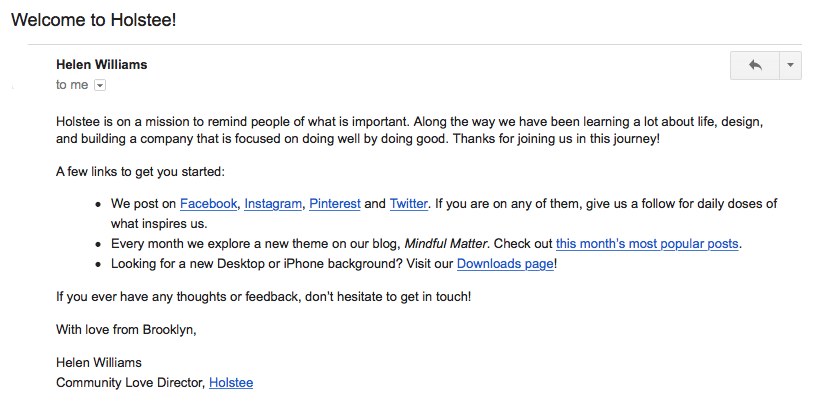 Welcome to Holstee!
Helen Williams
to me
Holstee is on a mission to remind people of what is important. Along the way we have been learning a lot about life, design,
and building a company that is focused on doing well by doing good. Thanks for joining us in this journey!
A few links to get you started:
• We post on Facebook, Instagram, Pinterest and Twitter. If you are on any of them, give us a follow for daily doses of
what inspires us.
• Every month we explore a new theme on our blog, Mindful Matter. Check out this month's most popular posts.
• Looking for a new Desktop or iPhone background? Visit our Downloads page!
If you ever have any thoughts or feedback, don't hesitate to get in touch!
With love from Brooklyn,
Helen Williams
Community Love Director, Holstee